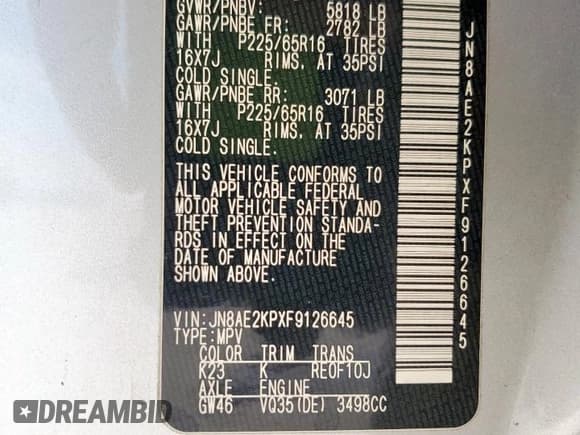 GVWR/PNBV: 5818 LB
GAWR/PNBE FR: 2782 LB
WITH P225/65R16 TIRES
16X7J RIMS, AT 35PSI
COLD SINGLE.
GAWR/PNBE RR: 3071 LB
WITH P225/65R16 TIRES
16X7J RIMS, AT 35PSI
COLD SINGLE.
THIS VEHICLE CONFORMS TO
ALL APPLICABLE FEDERAL
MOTOR VEHICLE SAFETY AND
THEFT PREVENTION STANDA-
RDS IN EFFECT ON THE
DATE OF MANUFACTURE
SHOWN ABOVE.
VIN:JN8AE2KPXF9126645
TYPE:MPV
COLOR TRIM TRANS
K23 K REOF10J
AXLE ENGINE
GW46 VQ35(DE) 3498CC
JN8AE2KPXF9126645
DREAMBID